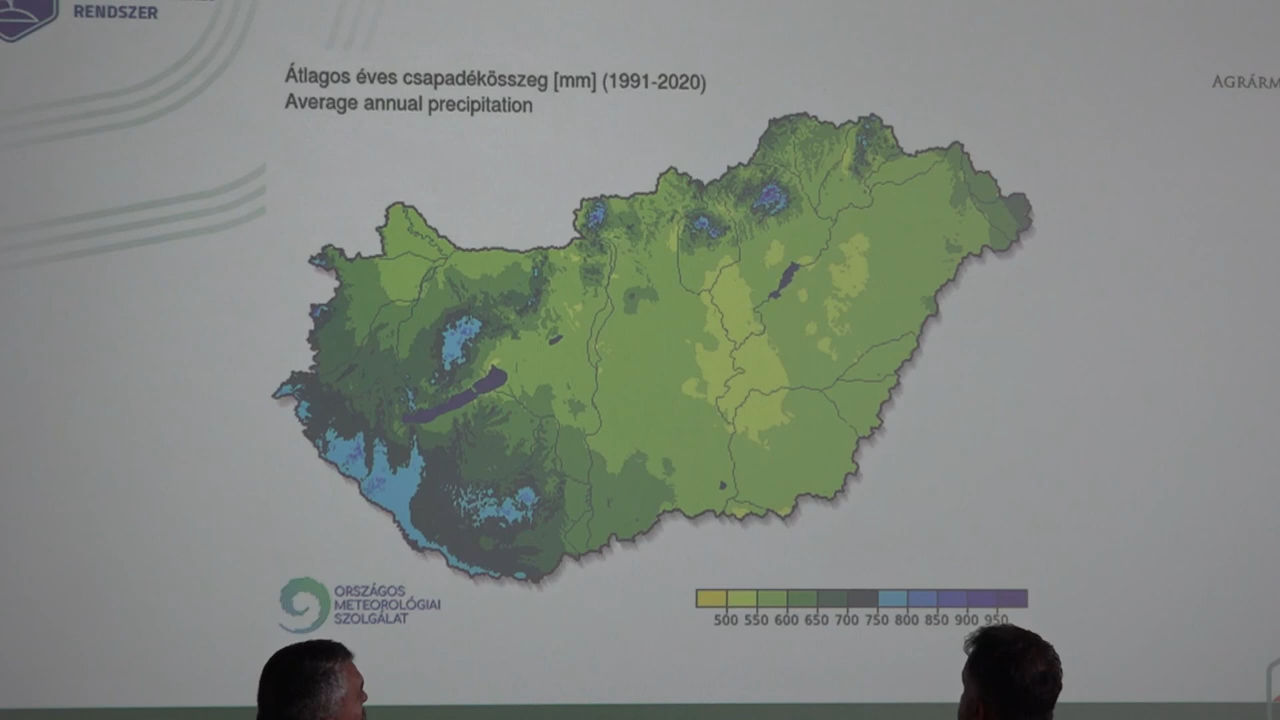 RENDSZER
Átlagos éves csapadékösszeg [mm] (1991-2020)
Average annual precipitation
AGRÁRM
ORSZÁGOS
METEOROLÓGIAI
SZOLGÁLAT
500 550 600 650 700 750 800 850 900 950